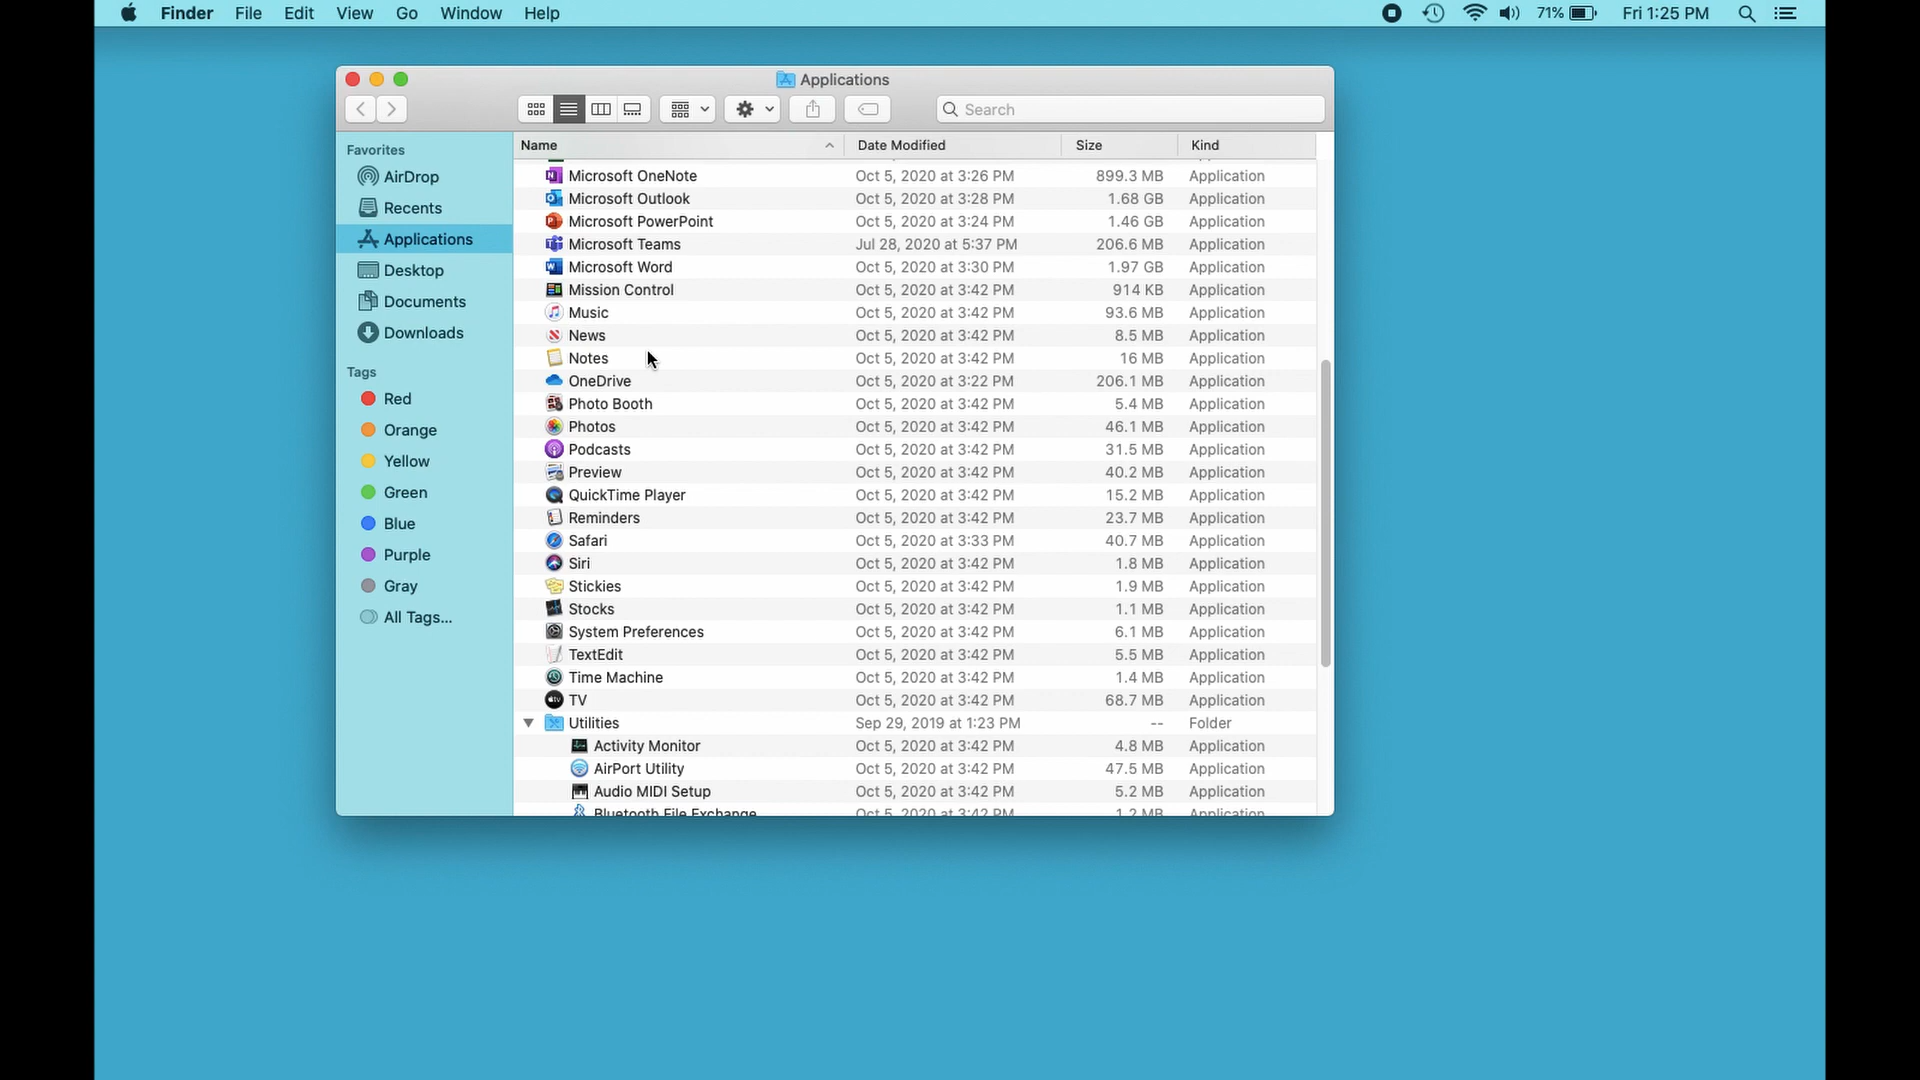 Finder File Edit View Go Window Help 71% Fri 1:25 PM
Applications
Search
Favorites
AirDrop
Recents
Applications
Desktop
Documents
Downloads
Tags
Red
Orange
Yellow
Green
Blue
Purple
Gray
All Tags...
Name Date Modified Size Kind
Microsoft OneNote Oct 5, 2020 at 3:26 PM 899.3 MB Application
Microsoft Outlook Oct 5, 2020 at 3:28 PM 1.68 GB Application
Microsoft PowerPoint Oct 5, 2020 at 3:24 PM 1.46 GB Application
Microsoft Teams Jul 28, 2020 at 5:37 PM 206.6 MB Application
Microsoft Word Oct 5, 2020 at 3:30 PM 1.97 GB Application
Mission Control Oct 5, 2020 at 3:42 PM 914 KB Application
Music Oct 5, 2020 at 3:42 PM 93.6 MB Application
News Oct 5, 2020 at 3:42 PM 8.5 MB Application
Notes Oct 5, 2020 at 3:42 PM 16 MB Application
OneDrive Oct 5, 2020 at 3:22 PM 206.1 MB Application
Photo Booth Oct 5, 2020 at 3:42 PM 5.4 MB Application
Photos Oct 5, 2020 at 3:42 PM 46.1 MB Application
Podcasts Oct 5, 2020 at 3:42 PM 31.5 MB Application
Preview Oct 5, 2020 at 3:42 PM 40.2 MB Application
QuickTime Player Oct 5, 2020 at 3:42 PM 15.2 MB Application
Reminders Oct 5, 2020 at 3:42 PM 23.7 MB Application
Safari Oct 5, 2020 at 3:33 PM 40.7 MB Application
Siri Oct 5, 2020 at 3:42 PM 1.8 MB Application
Stickies Oct 5, 2020 at 3:42 PM 1.9 MB Application
Stocks Oct 5, 2020 at 3:42 PM 1.1 MB Application
System Preferences Oct 5, 2020 at 3:42 PM 6.1 MB Application
TextEdit Oct 5, 2020 at 3:42 PM 5.5 MB Application
Time Machine Oct 5, 2020 at 3:42 PM 1.4 MB Application
TV Oct 5, 2020 at 3:42 PM 68.7 MB Application
Utilities Sep 29, 2019 at 1:23 PM -- Folder
Activity Monitor Oct 5, 2020 at 3:42 PM 4.8 MB Application
AirPort Utility Oct 5, 2020 at 3:42 PM 47.5 MB Application
Audio MIDI Setup Oct 5, 2020 at 3:42 PM 5.2 MB Application
Bluetooth File Exchange Oct 5, 2020 at 3:42 PM 1.2 MB Application